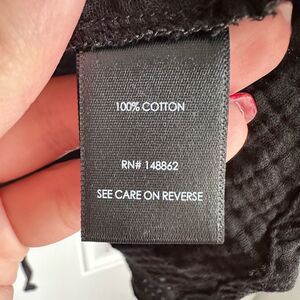 100% COTTON
RN# 148862
SEE CARE ON REVERSE